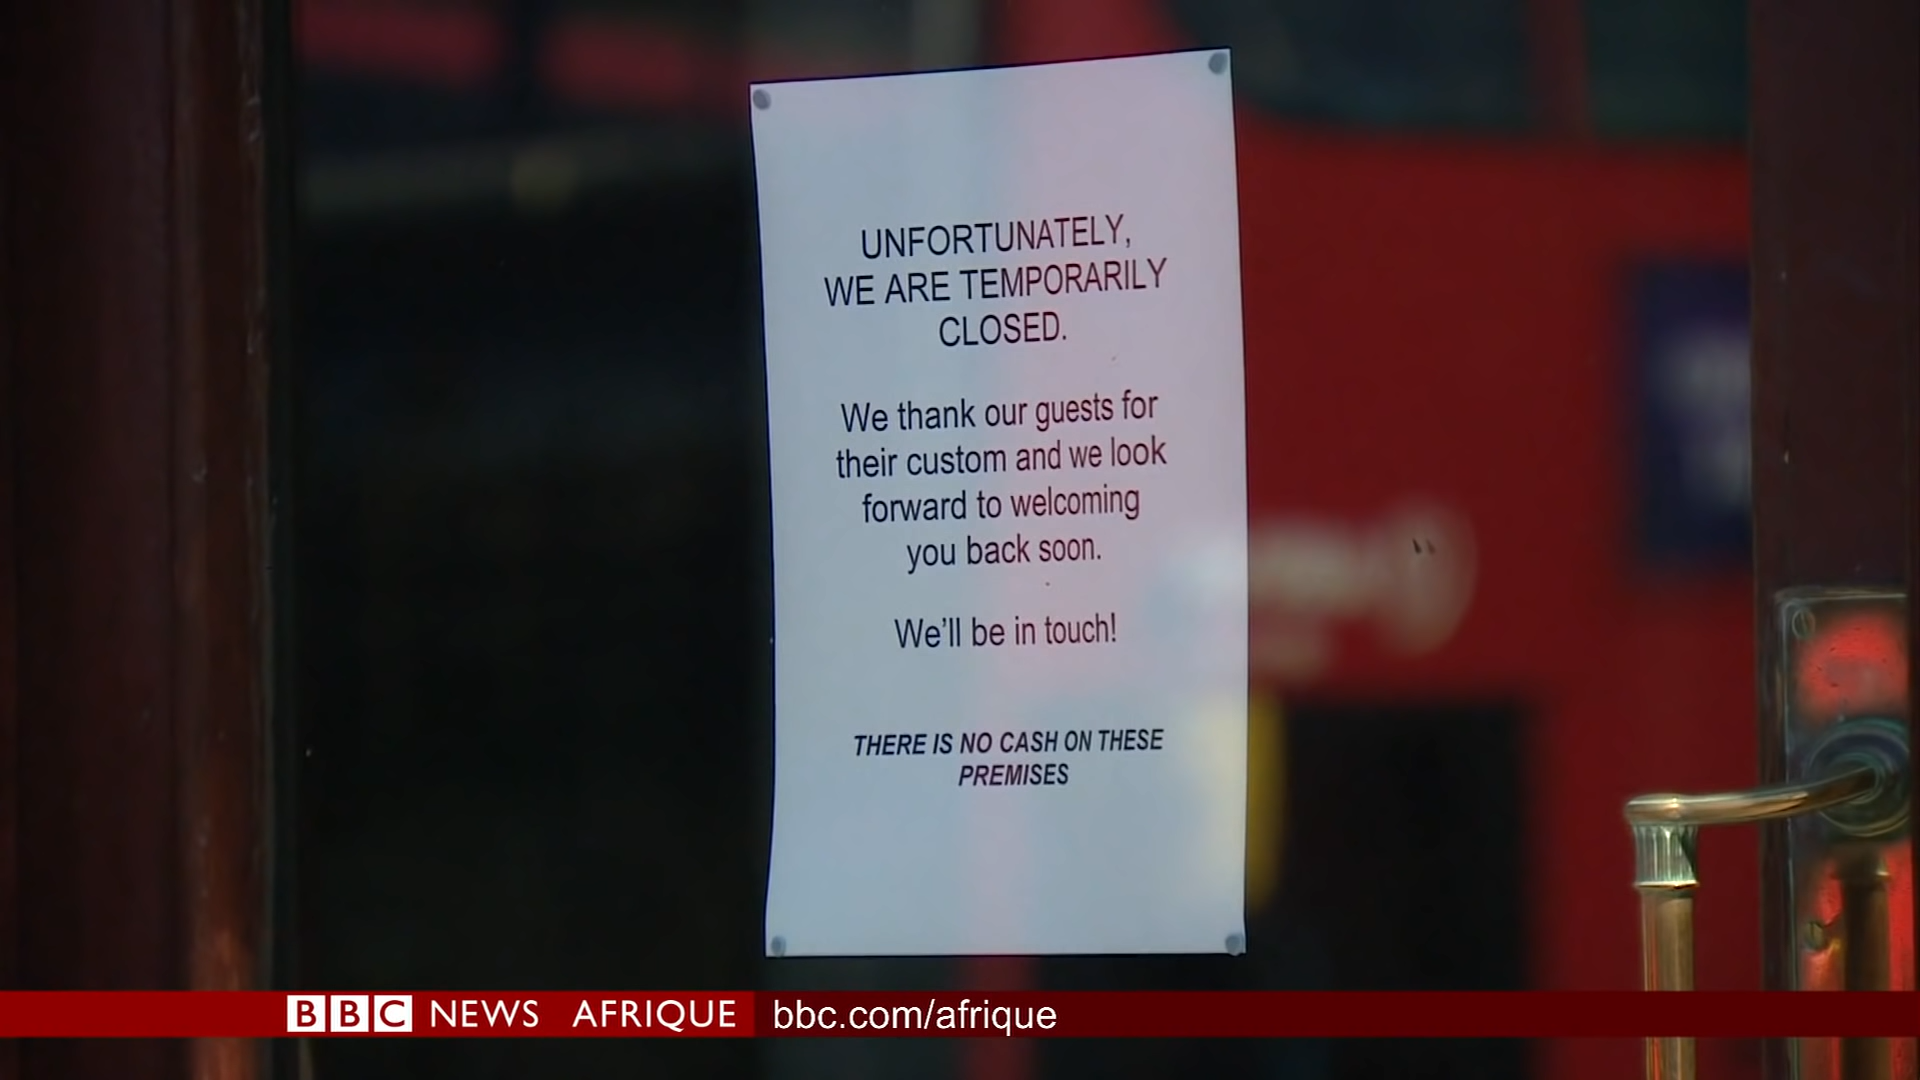 UNFORTUNATELY,
WE ARE TEMPORARILY
CLOSED.
We thank our guests for
their custom and we look
forward to welcoming
you back soon.
We'll be in touch!
THERE IS NO CASH ON THESE
PREMISES
BBC NEWS AFRIQUE bbc.com/afrique